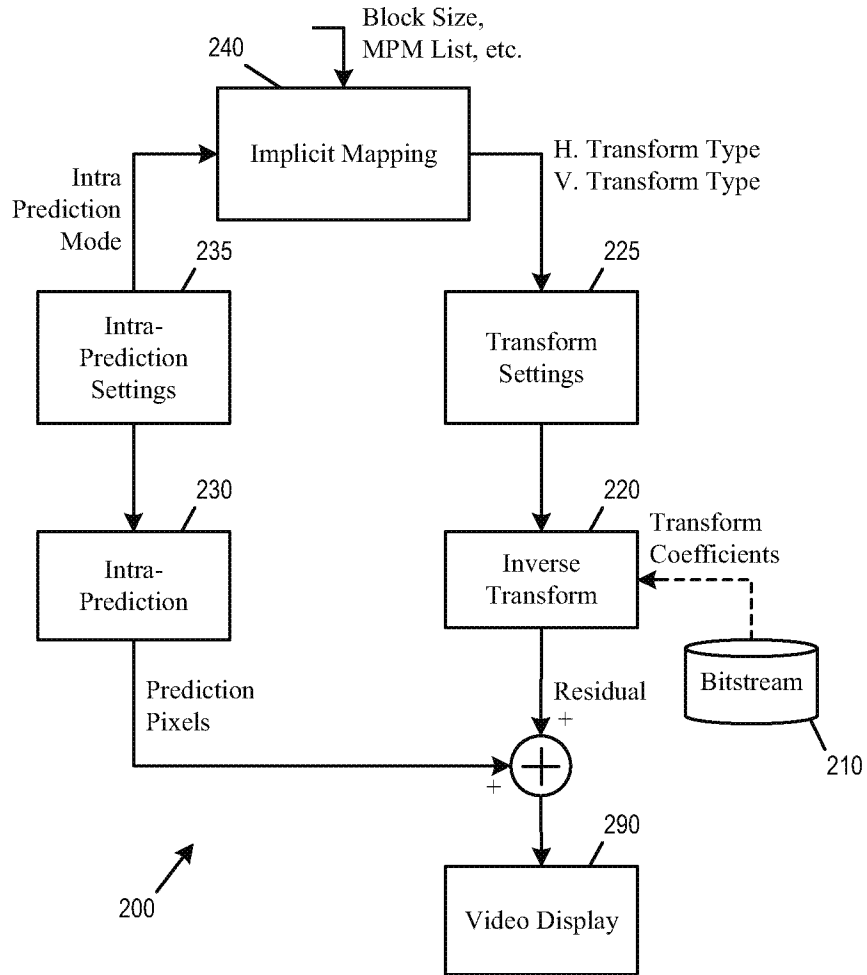 Block Size,
MPM List, etc.
240
Implicit Mapping
H. Transform Type
V. Transform Type
Intra
Prediction
Mode
235
Intra-
Prediction
Settings
225
Transform
Settings
230
Intra-
Prediction
220
Inverse
Transform
Transform
Coefficients
Bitstream
210
Prediction
Pixels
Residual
+
+
290
Video Display
200